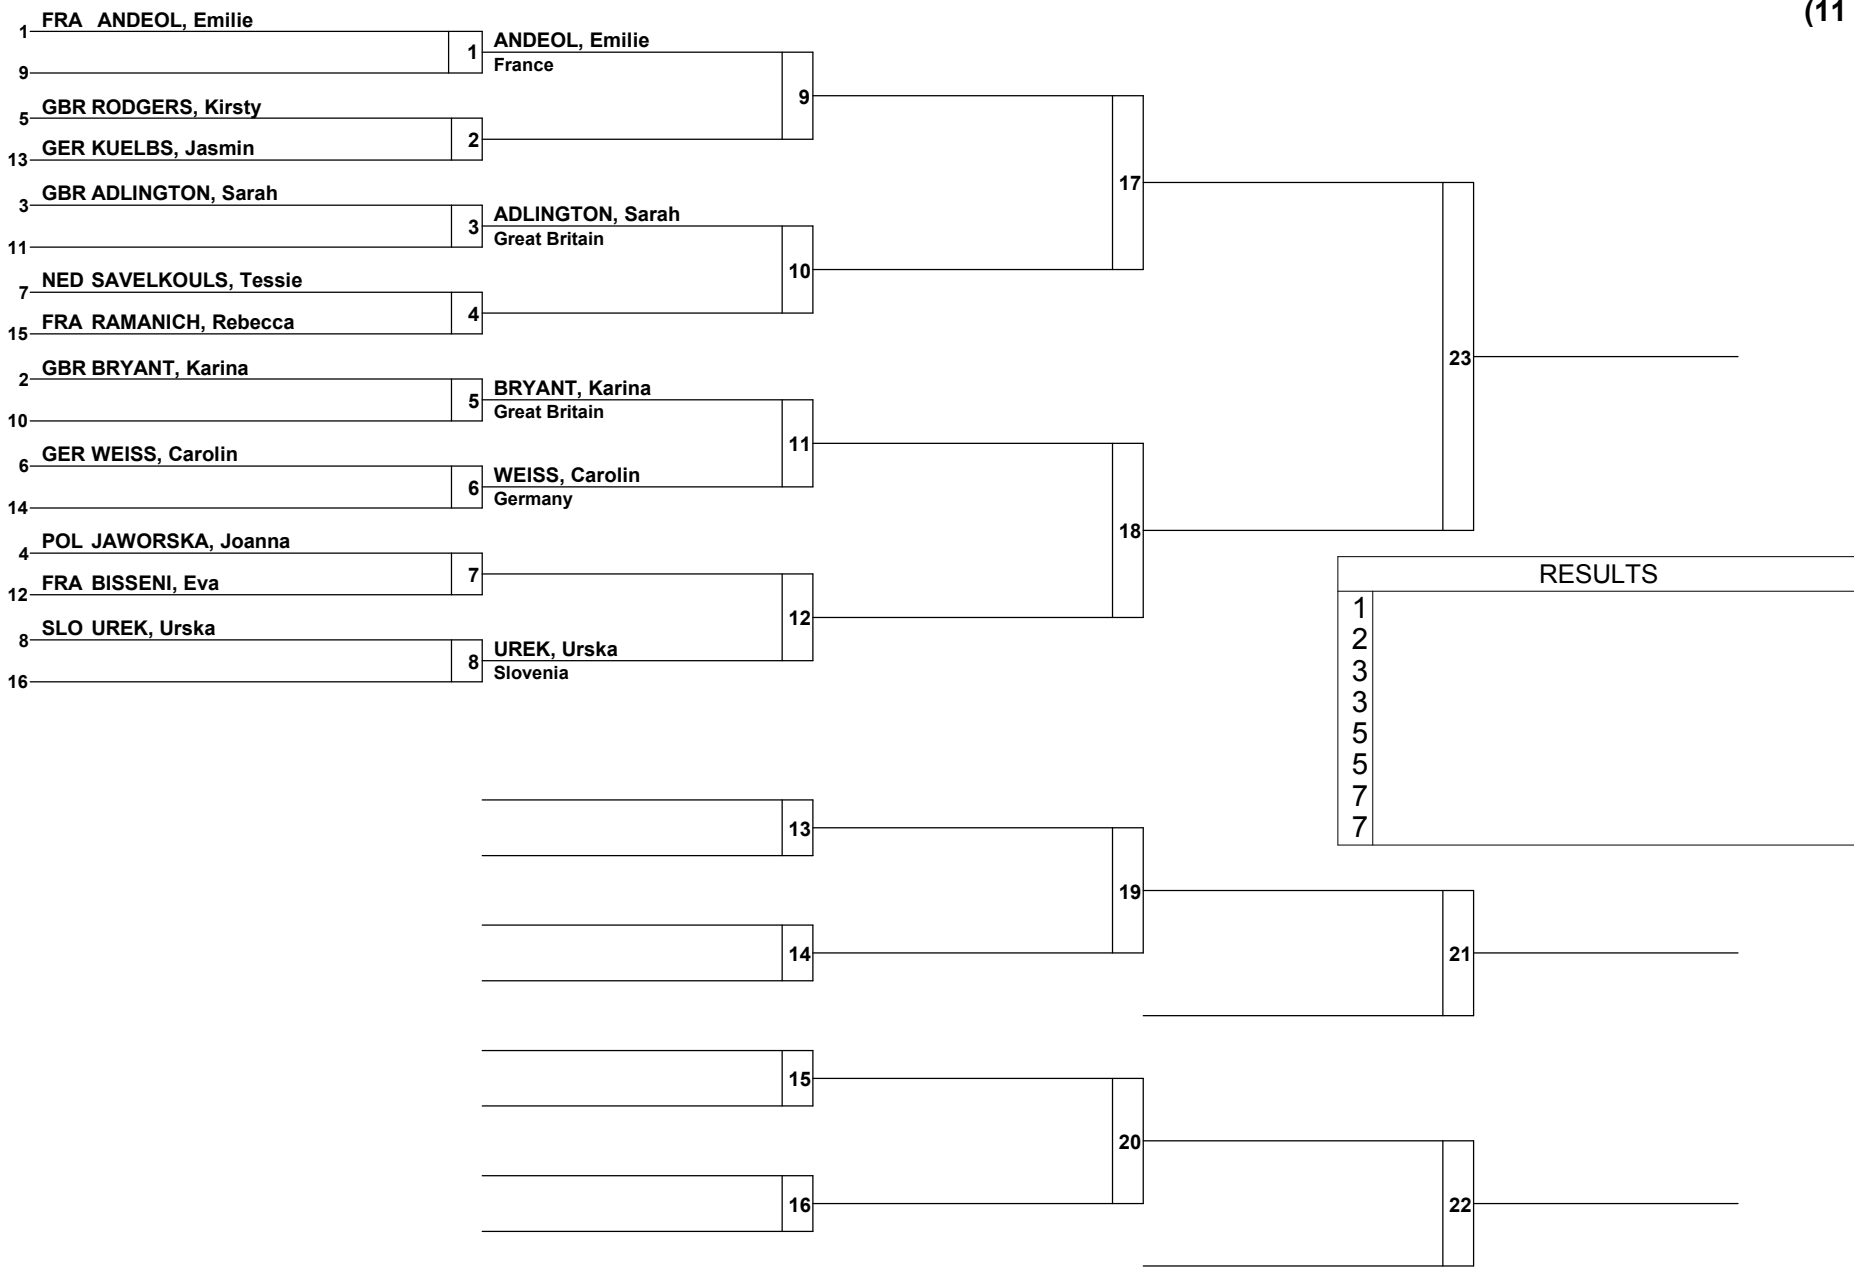 (11
1 FRA ANDEOL, Emilie
9
1
ANDEOL, Emilie
France
5 GBR RODGERS, Kirsty
13 GER KUELBS, Jasmin
2
9
3 GBR ADLINGTON, Sarah
11
3
ADLINGTON, Sarah
Great Britain
7 NED SAVELKOULS, Tessie
15 FRA RAMANICH, Rebecca
4
10
17
2 GBR BRYANT, Karina
10
5
BRYANT, Karina
Great Britain
6 GER WEISS, Carolin
14
6
WEISS, Carolin
Germany
11
4 POL JAWORSKA, Joanna
12 FRA BISSENI, Eva
7
8 SLO UREK, Urska
16
8
UREK, Urska
Slovenia
12
18
23
RESULTS
1
2
3
3
5
5
7
7
13
14
19
21
15
16
20
22